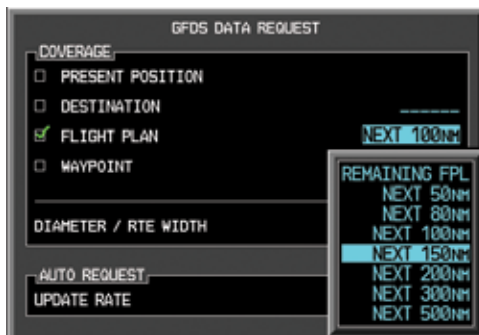 GFDS DATA REQUEST
COVERAGE
PRESENT POSITION
DESTINATION ______
FLIGHT PLAN NEXT 100NM
WAYPOINT
DIAMETER / RTE WIDTH
AUTO REQUEST
UPDATE RATE
REMAINING FPL
NEXT 50NM
NEXT 80NM
NEXT 100NM
NEXT 150NM
NEXT 200NM
NEXT 300NM
NEXT 500NM